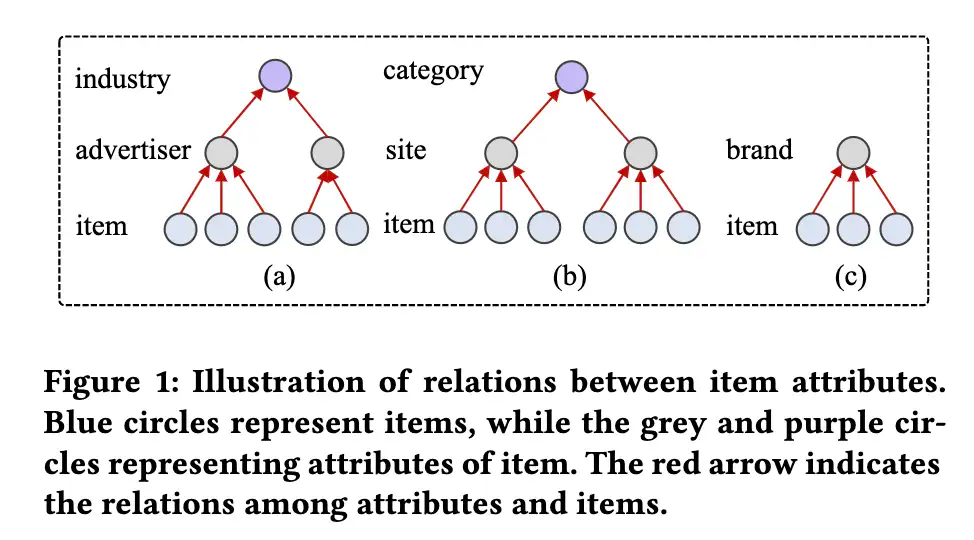 industry
category
advertiser
site
brand
item
item
item
(a)
(b)
(c)
Figure 1: Illustration of relations between item attributes.
Blue circles represent items, while the grey and purple cir-
cles representing attributes of item. The red arrow indicates
the relations among attributes and items.